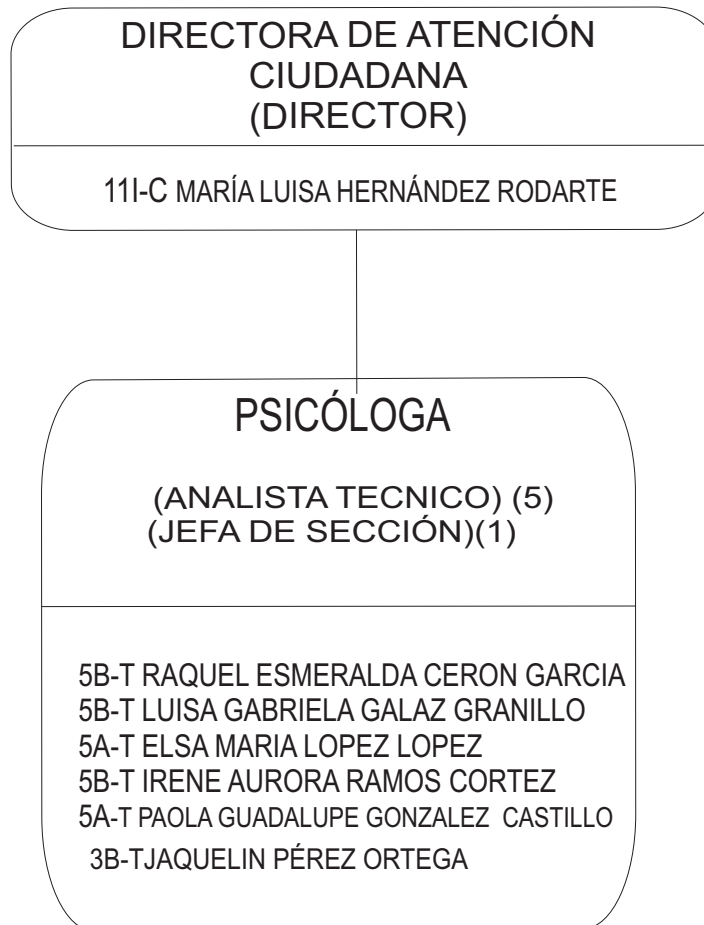 DIRECTORA DE ATENCIÓN
CIUDADANA
(DIRECTOR)
11I-C MARÍA LUISA HERNÁNDEZ RODARTE
PSICÓLOGA
(ANALISTA TECNICO) (5)
(JEFA DE SECCIÓN)(1)
5B-T RAQUEL ESMERALDA CERON GARCIA
5B-T LUISA GABRIELA GALAZ GRANILLO
5A-T ELSA MARIA LOPEZ LOPEZ
5B-T IRENE AURORA RAMOS CORTEZ
5A-T PAOLA GUADALUPE GONZALEZ CASTILLO
3B-TJAQUELIN PÉREZ ORTEGA